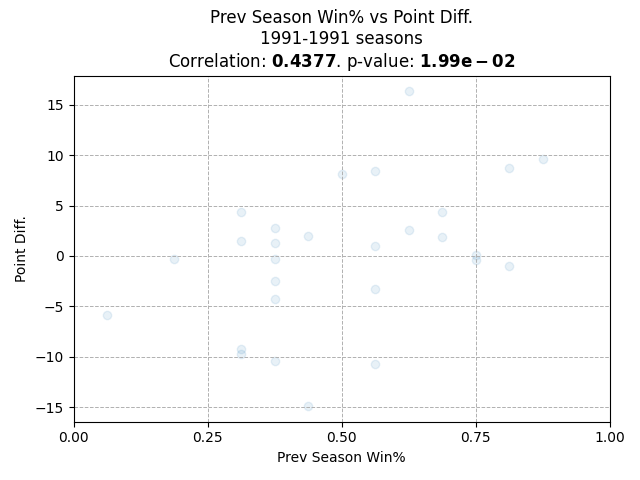 Prev Season Win% vs Point Diff.
1991-1991 seasons
Correlation: 0.4377. p-value: 1.99e − 02
Point Diff.
15
10
5
0
−5
−10
−15
0.00 0.25 0.50 0.75 1.00
Prev Season Win%